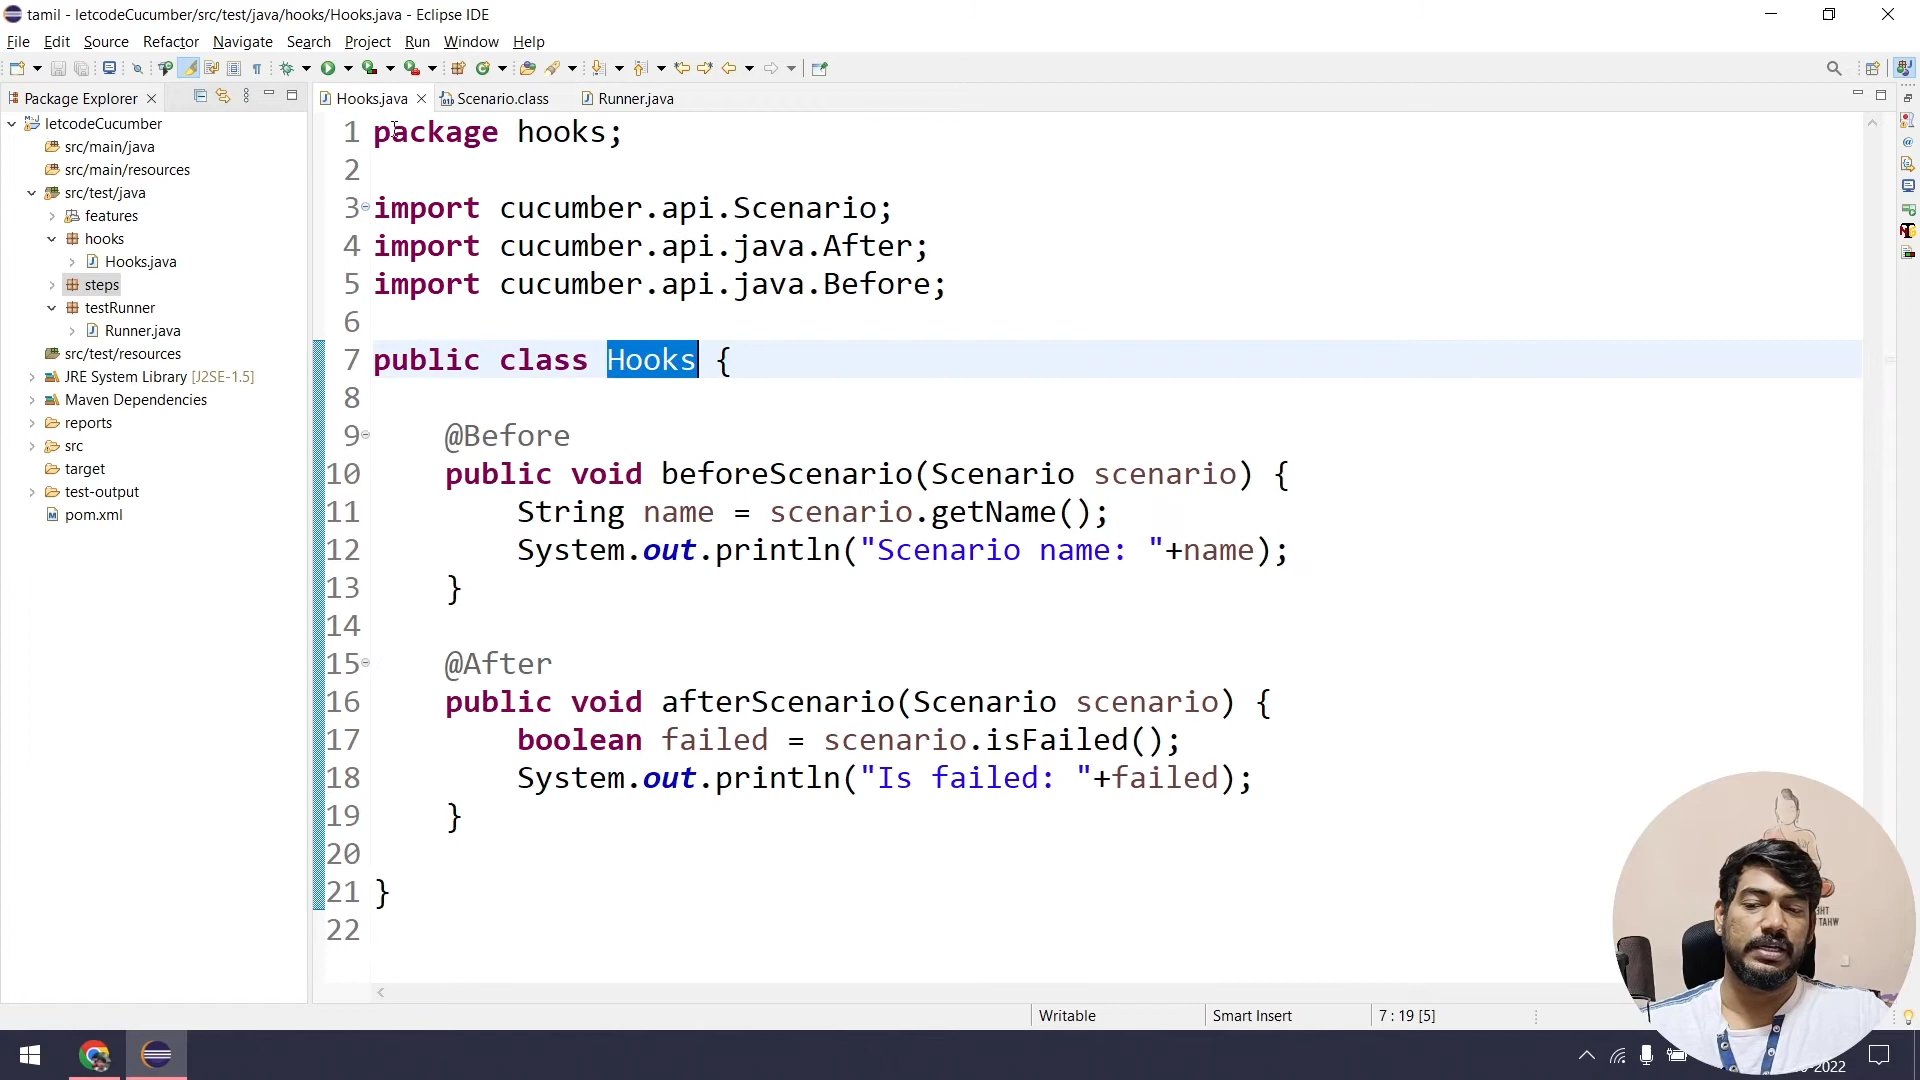 tamil - letcodeCucumber/src/test/java/hooks/Hooks.java - Eclipse IDE
File Edit Source Refactor Navigate Search Project Run Window Help
Package Explorer
Hooks.java Scenario.class Runner.java
letcodeCucumber
src/main/java
src/main/resources
src/test/java
features
hooks
Hooks.java
steps
testRunner
Runner.java
src/test/resources
JRE System Library [J2SE-1.5]
Maven Dependencies
reports
src
target
test-output
pom.xml
1 package hooks;
2
3 import cucumber.api.Scenario;
4 import cucumber.api.java.After;
5 import cucumber.api.java.Before;
6
7 public class Hooks {
8
9 @Before
10 public void beforeScenario(Scenario scenario) {
11 String name = scenario.getName();
12 System.out.println("Scenario name: "+name);
13 }
14
15 @After
16 public void afterScenario(Scenario scenario) {
17 boolean failed = scenario.isFailed();
18 System.out.println("Is failed: "+failed);
19 }
20
21 }
22
Writable Smart Insert 7 : 19 [5]
TAHW
-2022